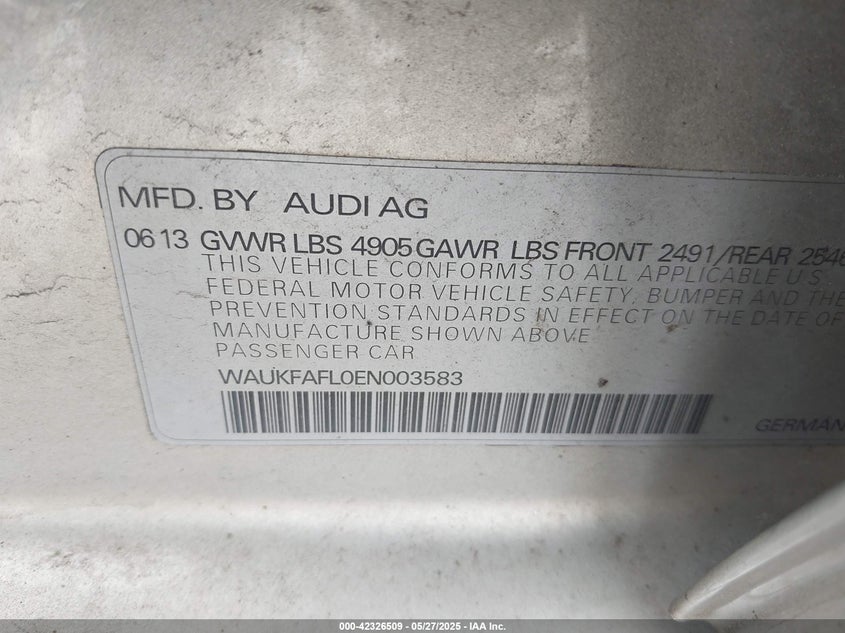 MFD. BY AUDI AG
06 13 GVWR LBS 4905 GAWR LBS FRONT 2491/REAR 2546
THIS VEHICLE CONFORMS TO ALL APPLICABLE U.S.
FEDERAL MOTOR VEHICLE SAFETY, BUMPER AND THE
PREVENTION STANDARDS IN EFFECT ON THE DATE OF
MANUFACTURE SHOWN ABOVE
PASSENGER CAR
WAUKFAFL0EN003583
GERMAN
000-42326509 — 05/27/2025 — IAA Inc.